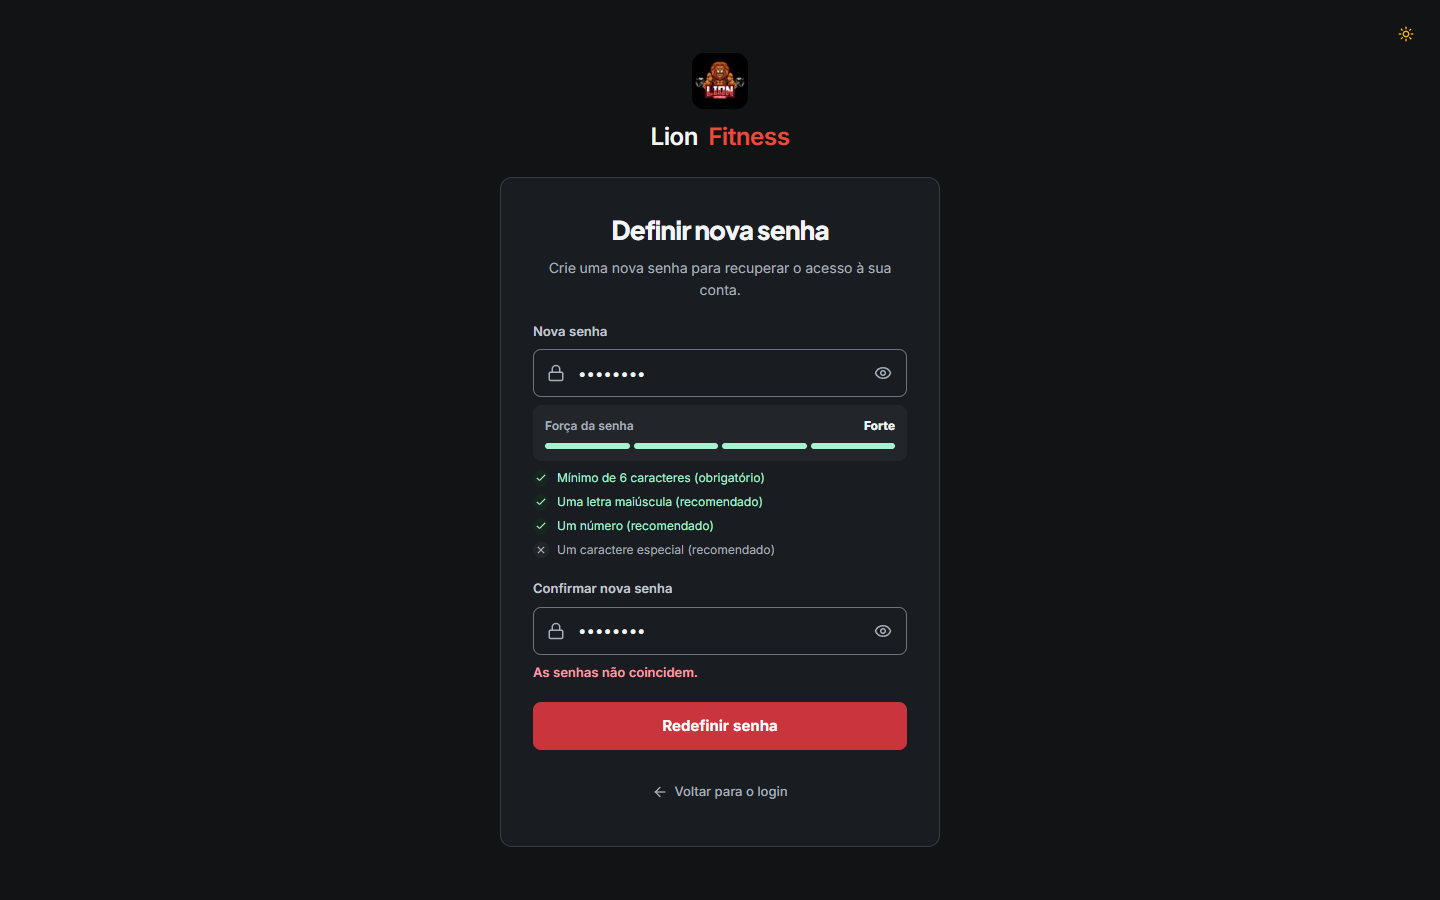 LION
Lion Fitness
Definir nova senha
Crie uma nova senha para recuperar o acesso à sua
conta.
Nova senha
••••••••
Força da senha Forte
Mínimo de 6 caracteres (obrigatório)
Uma letra maiúscula (recomendado)
Um número (recomendado)
Um caractere especial (recomendado)
Confirmar nova senha
••••••••
As senhas não coincidem.
Redefinir senha
Voltar para o login